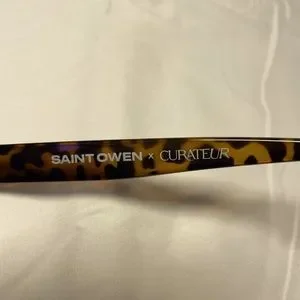 SAINT OWEN × CURATEUR